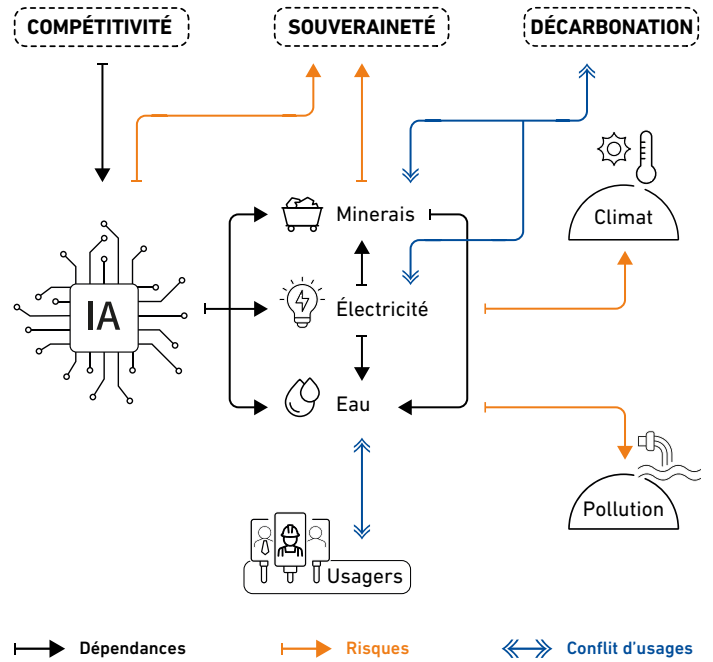 COMPÉTITIVITÉ
SOUVERAINETÉ
DÉCARBONATION
Minerais
Climat
IA
Électricité
Eau
Pollution
Usagers
Dépendances
Risques
Conflit d'usages